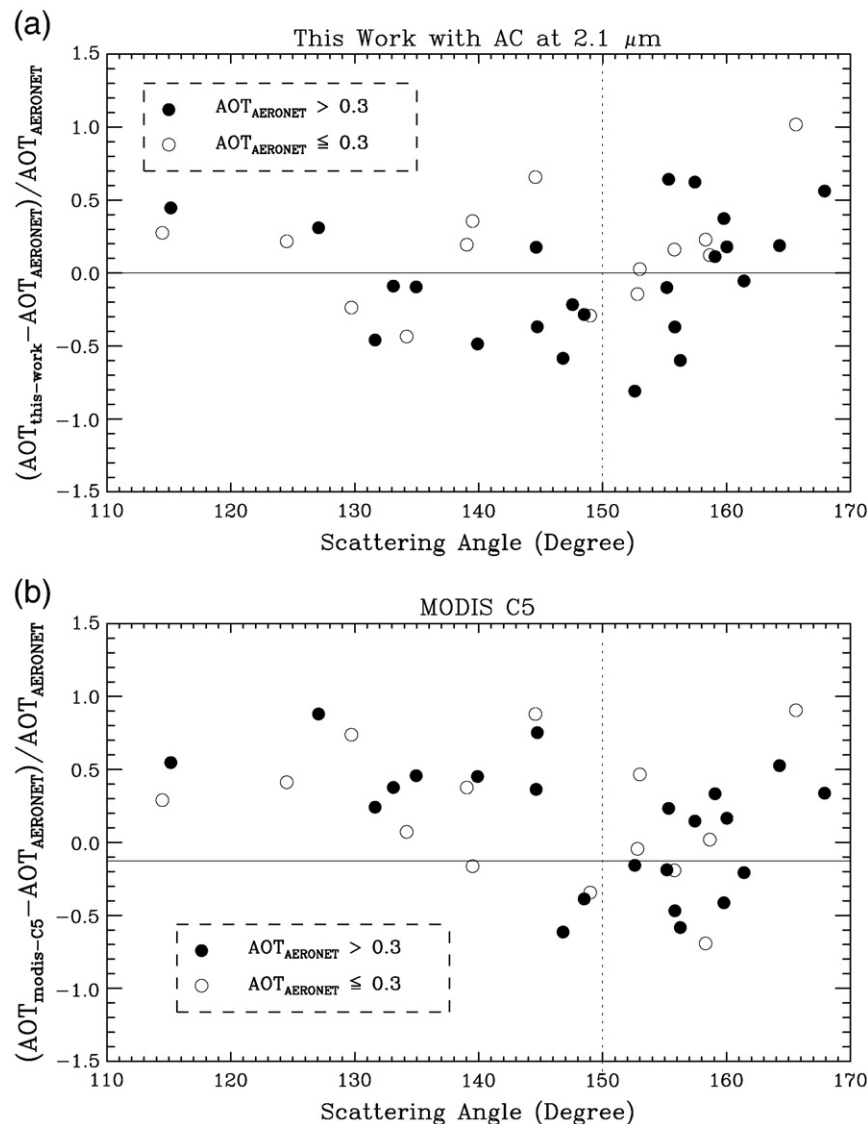 (a)
This Work with AC at 2.1 μm
1.5
1.0
0.5
0.0
−0.5
−1.0
−1.5
(AOTthis−work−AOTAERONET)/AOTAERONET
AOTAERONET > 0.3
AOTAERONET ≦ 0.3
110 120 130 140 150 160 170
Scattering Angle (Degree)
(b)
MODIS C5
1.5
1.0
0.5
0.0
−0.5
−1.0
−1.5
(AOTmodis−C5−AOTAERONET)/AOTAERONET
AOTAERONET > 0.3
AOTAERONET ≦ 0.3
110 120 130 140 150 160 170
Scattering Angle (Degree)